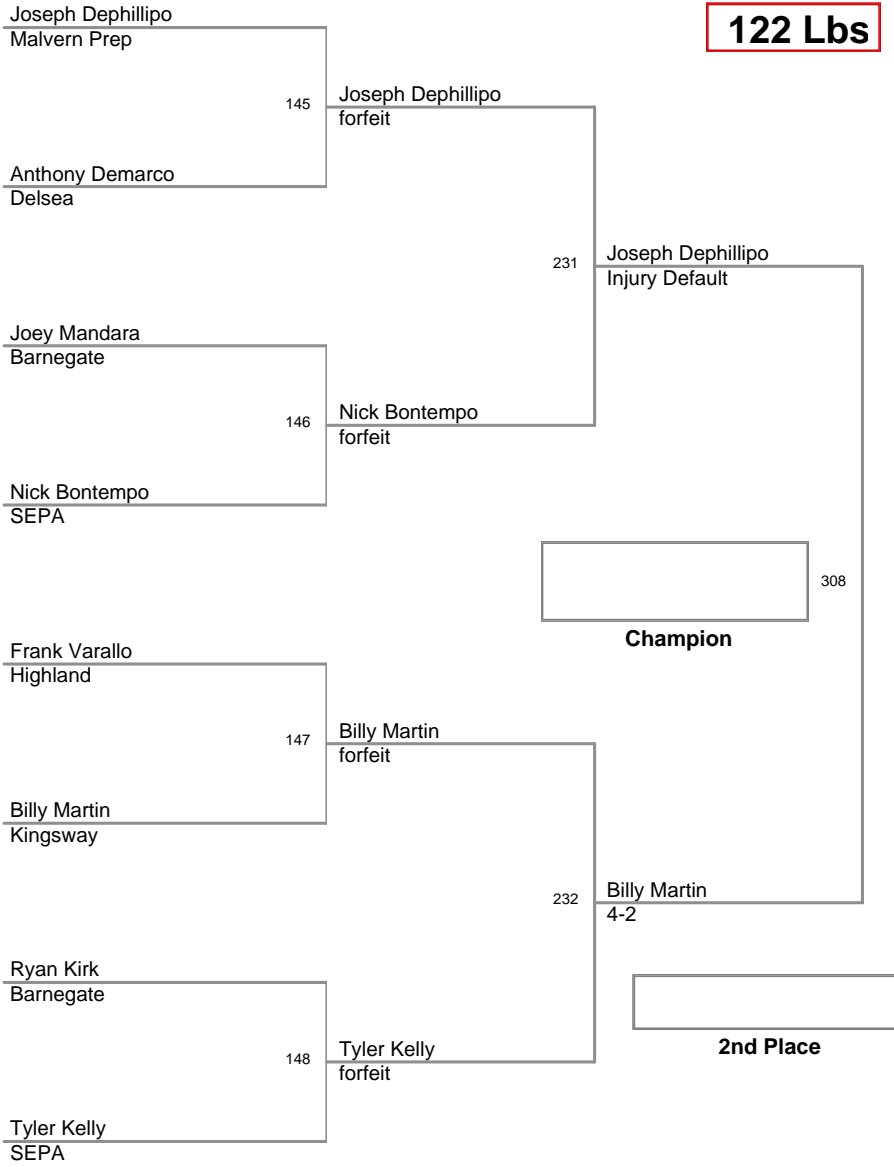 Joseph Dephillipo
122 Lbs
Malvern Prep
145
Joseph Dephillipo
forfeit
Anthony Demarco
Delsea
231
Joseph Dephillipo
Injury Default
Joey Mandara
Barnegate
146
Nick Bontempo
forfeit
Nick Bontempo
SEPA
308
Champion
Frank Varallo
Highland
147
Billy Martin
forfeit
Billy Martin
Kingsway
232
Billy Martin
4-2
Ryan Kirk
Barnegate
2nd Place
148
Tyler Kelly
forfeit
Tyler Kelly
SEPA